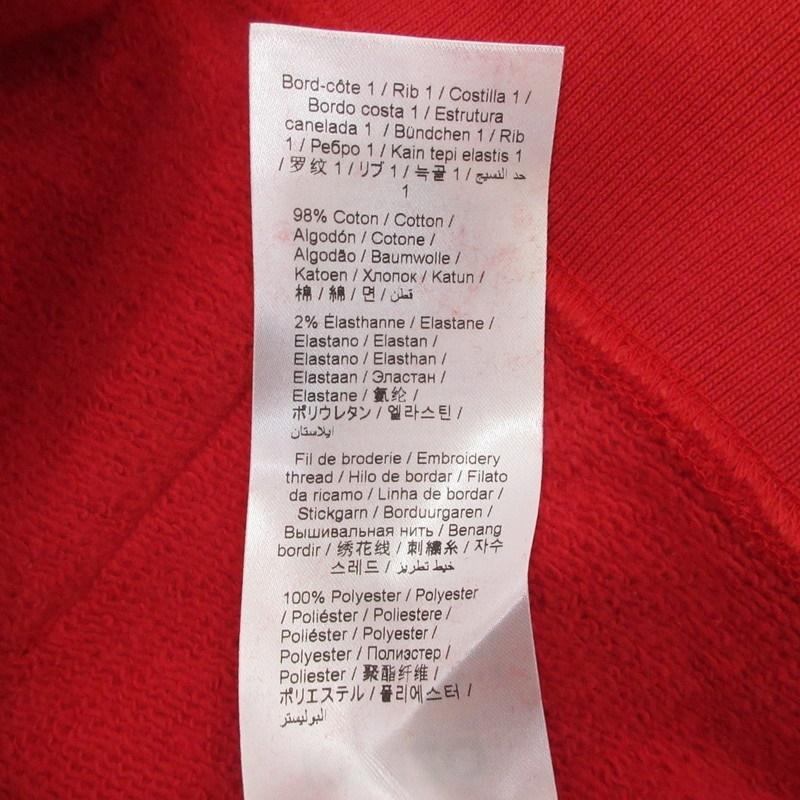 Bord-côte 1 / Rib 1 / Costilla 1 /
Bordo costa 1 / Estrutura
canelada 1 / Bündchen 1 / Rib
1 / Ребро 1 / Kain tepi elastis 1
/ 罗纹 1 / リブ 1 / 늑골 1 / حد النسيج
1
98% Coton / Cotton /
Algodón / Cotone /
Algodão / Baumwolle /
Katoen / Хлопок / Katun /
棉 / 綿 / 면 / قطن
2% Élasthanne / Elastane /
Elastano / Elastan /
Elastano / Elasthan /
Elastaan / Эластан /
Elastane / 氨纶 /
ポリウレタン / 엘라스틴 /
ايلاستان
Fil de broderie / Embroidery
thread / Hilo de bordar / Filato
da ricamo / Linha de bordar /
Stickgarn / Borduurgaren /
Вышивальная нить / Benang
bordir / 绣花线 / 刺繍糸 / 자수
스레드 / خيط تطريز
100% Polyester / Polyester
/ Poliéster / Poliestere /
Poliéster / Polyester /
Polyester / Полиэстер /
Poliester / 聚酯纤维 /
ポリエステル / 폴리에스터 /
البوليستر